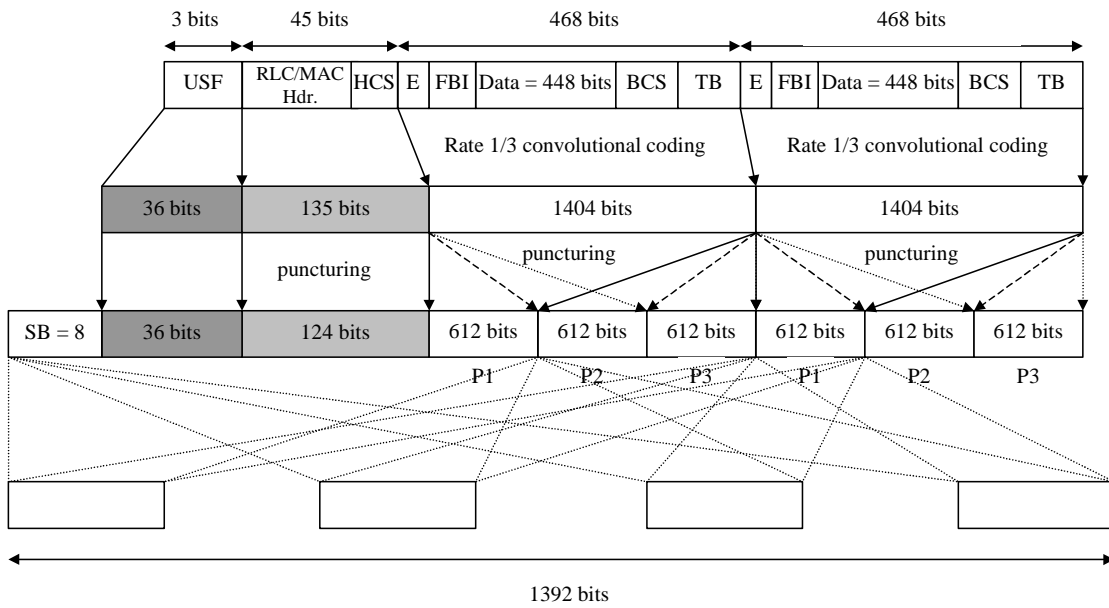 3 bits
45 bits
468 bits
468 bits
USF
RLC/MAC
Hdr.
HCS
E
FBI
Data = 448 bits
BCS
TB
E
FBI
Data = 448 bits
BCS
TB
Rate 1/3 convolutional coding
Rate 1/3 convolutional coding
36 bits
135 bits
1404 bits
1404 bits
puncturing
puncturing
puncturing
SB = 8
36 bits
124 bits
612 bits
612 bits
612 bits
612 bits
612 bits
612 bits
P1
P2
P3
P1
P2
P3
1392 bits